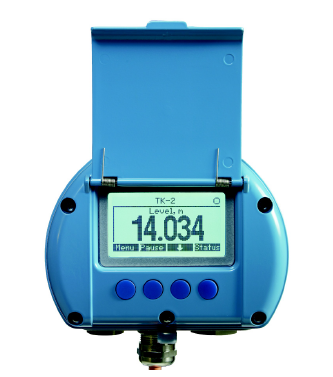 TK-2
Level, m
14.034
Menu Pause Status